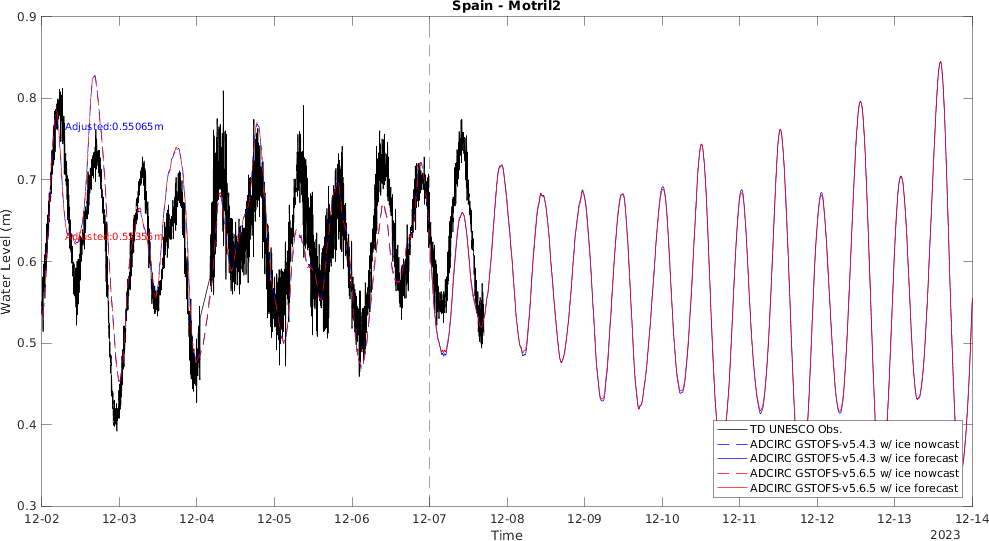 Spain - Motril2
0.9
0.8
0.7
0.6
0.5
0.4
0.3
Water Level (m)
Adjusted:0.55065m
TD UNESCO Obs.
ADCIRC GSTOFS-v5.4.3 w/ ice nowcast
ADCIRC GSTOFS-v5.4.3 w/ ice forecast
ADCIRC GSTOFS-v5.6.5 w/ ice nowcast
ADCIRC GSTOFS-v5.6.5 w/ ice forecast
12-02 12-03 12-04 12-05 12-06 12-07 12-08 12-09 12-10 12-11 12-12 12-13 12-14
Time
2023